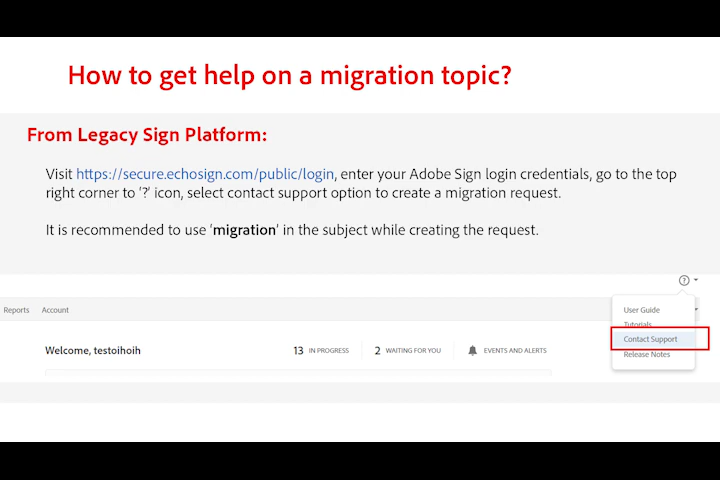 How to get help on a migration topic?
From Legacy Sign Platform:
Visit https://secure.echosign.com/public/login, enter your Adobe Sign login credentials, go to the top
right corner to '?' icon, select contact support option to create a migration request.
It is recommended to use 'migration' in the subject while creating the request.
?
Reports Account
User Guide
Tutorials
Contact Support
Release Notes
Welcome, testoihoih
13 IN PROGRESS 2 WAITING FOR YOU EVENTS AND ALERTS